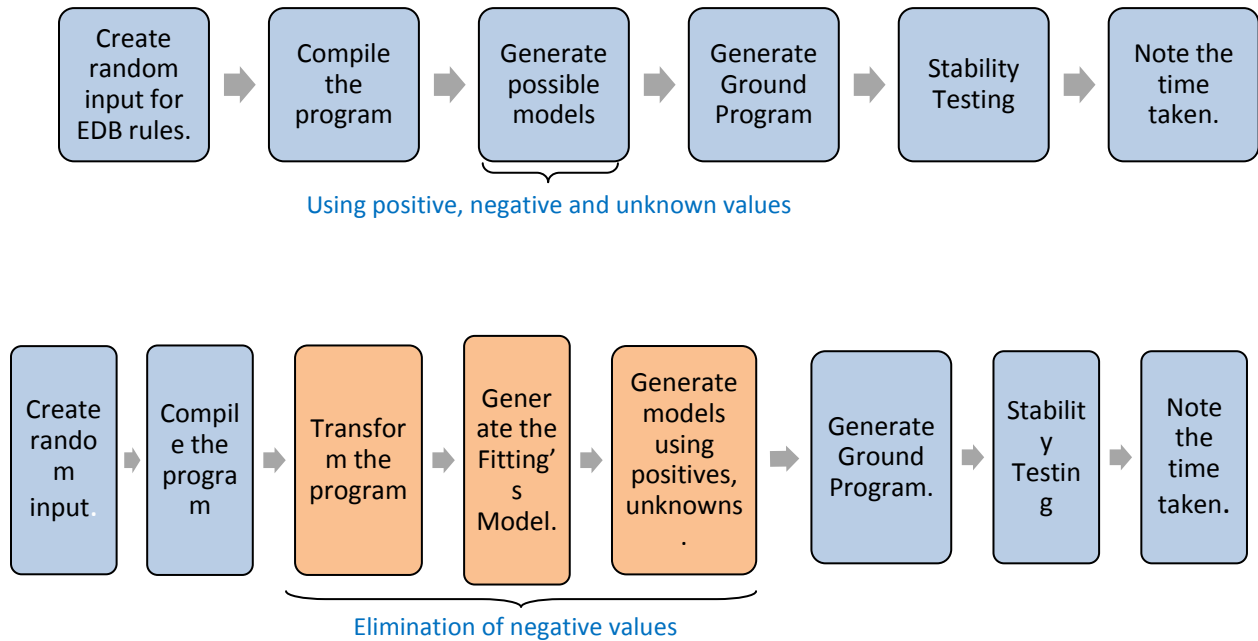 Create
random
input for
EDB rules.
Compile
the
program
Generate
possible
models
Generate
Ground
Program
Stability
Testing
Note the
time
taken.
Using positive, negative and unknown values
Create
rando
m
input.
Compil
e the
progra
m
Transfor
m the
program
Gener
ate the
Fitting’
s
Model.
Generate
models
using
positives,
unknowns
.
Generate
Ground
Program.
Stabilit
y
Testin
g
Note
the
time
taken.
Elimination of negative values